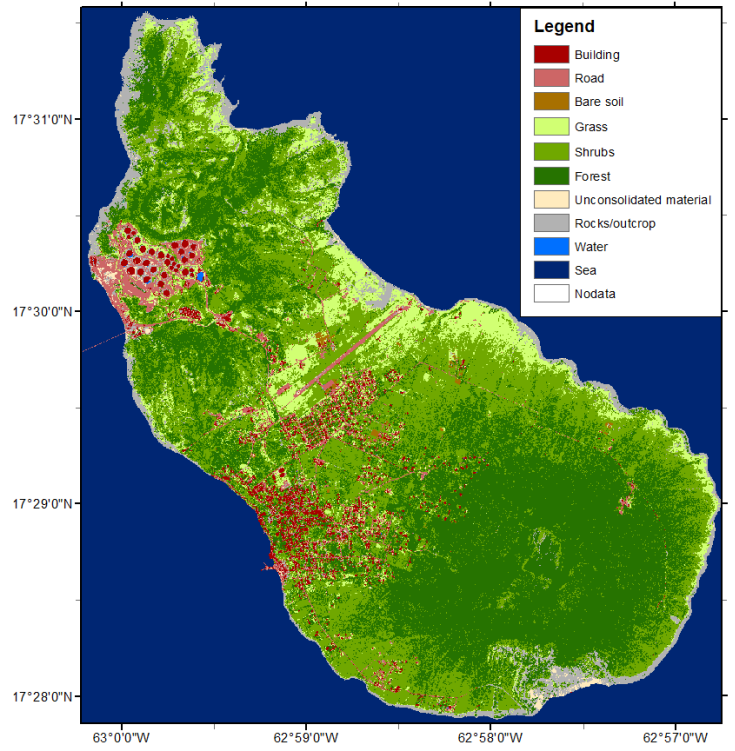 Legend
Building
Road
Bare soil
Grass
Shrubs
Forest
Unconsolidated material
Rocks/outcrop
Water
Sea
Nodata
17°31'0"N
17°30'0"N
17°29'0"N
17°28'0"N
63°0'0"W 62°59'0"W 62°58'0"W 62°57'0"W